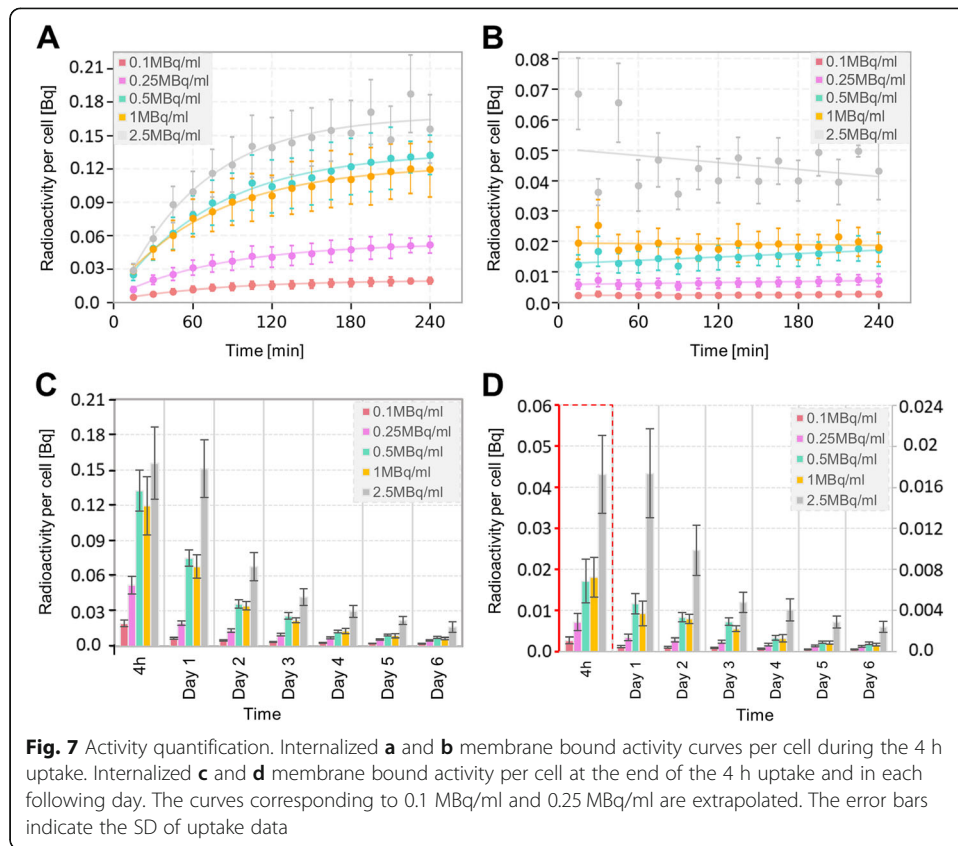 A
0.1MBq/ml
0.25MBq/ml
0.5MBq/ml
1MBq/ml
2.5MBq/ml
Radioactivity per cell [Bq]
0.21
0.18
0.15
0.12
0.09
0.06
0.03
0.0
0 60 120 180 240
Time [min]
B
0.1MBq/ml
0.25MBq/ml
0.5MBq/ml
1MBq/ml
2.5MBq/ml
Radioactivity per cell [Bq]
0.08
0.07
0.06
0.05
0.04
0.03
0.02
0.01
0.0
0 60 120 180 240
Time [min]
C
0.1MBq/ml
0.25MBq/ml
0.5MBq/ml
1MBq/ml
2.5MBq/ml
Radioactivity per cell [Bq]
0.21
0.18
0.15
0.12
0.09
0.06
0.03
0.0
4h Day 1 Day 2 Day 3 Day 4 Day 5 Day 6
Time
D
0.1MBq/ml
0.25MBq/ml
0.5MBq/ml
1MBq/ml
2.5MBq/ml
Radioactivity per cell [Bq]
0.06
0.05
0.04
0.03
0.02
0.01
0.0
0.024
0.02
0.016
0.012
0.008
0.004
0.0
4h Day 1 Day 2 Day 3 Day 4 Day 5 Day 6
Time
Fig. 7 Activity quantification. Internalized a and b membrane bound activity curves per cell during the 4 h
uptake. Internalized c and d membrane bound activity per cell at the end of the 4 h uptake and in each
following day. The curves corresponding to 0.1 MBq/ml and 0.25 MBq/ml are extrapolated. The error bars
indicate the SD of uptake data